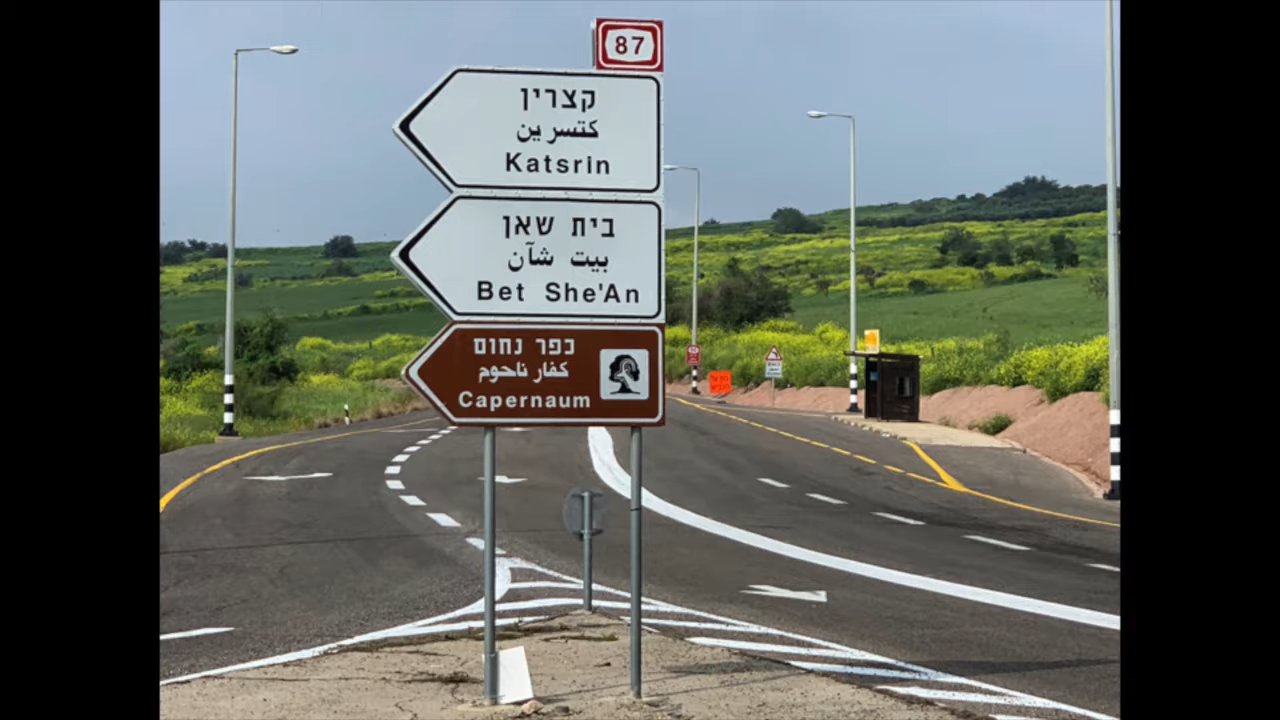 87
קצרין
كتسرين
Katsrin
בית שאן
بيت شآن
Bet She'An
כפר נחום
كفار ناحوم
Capernaum